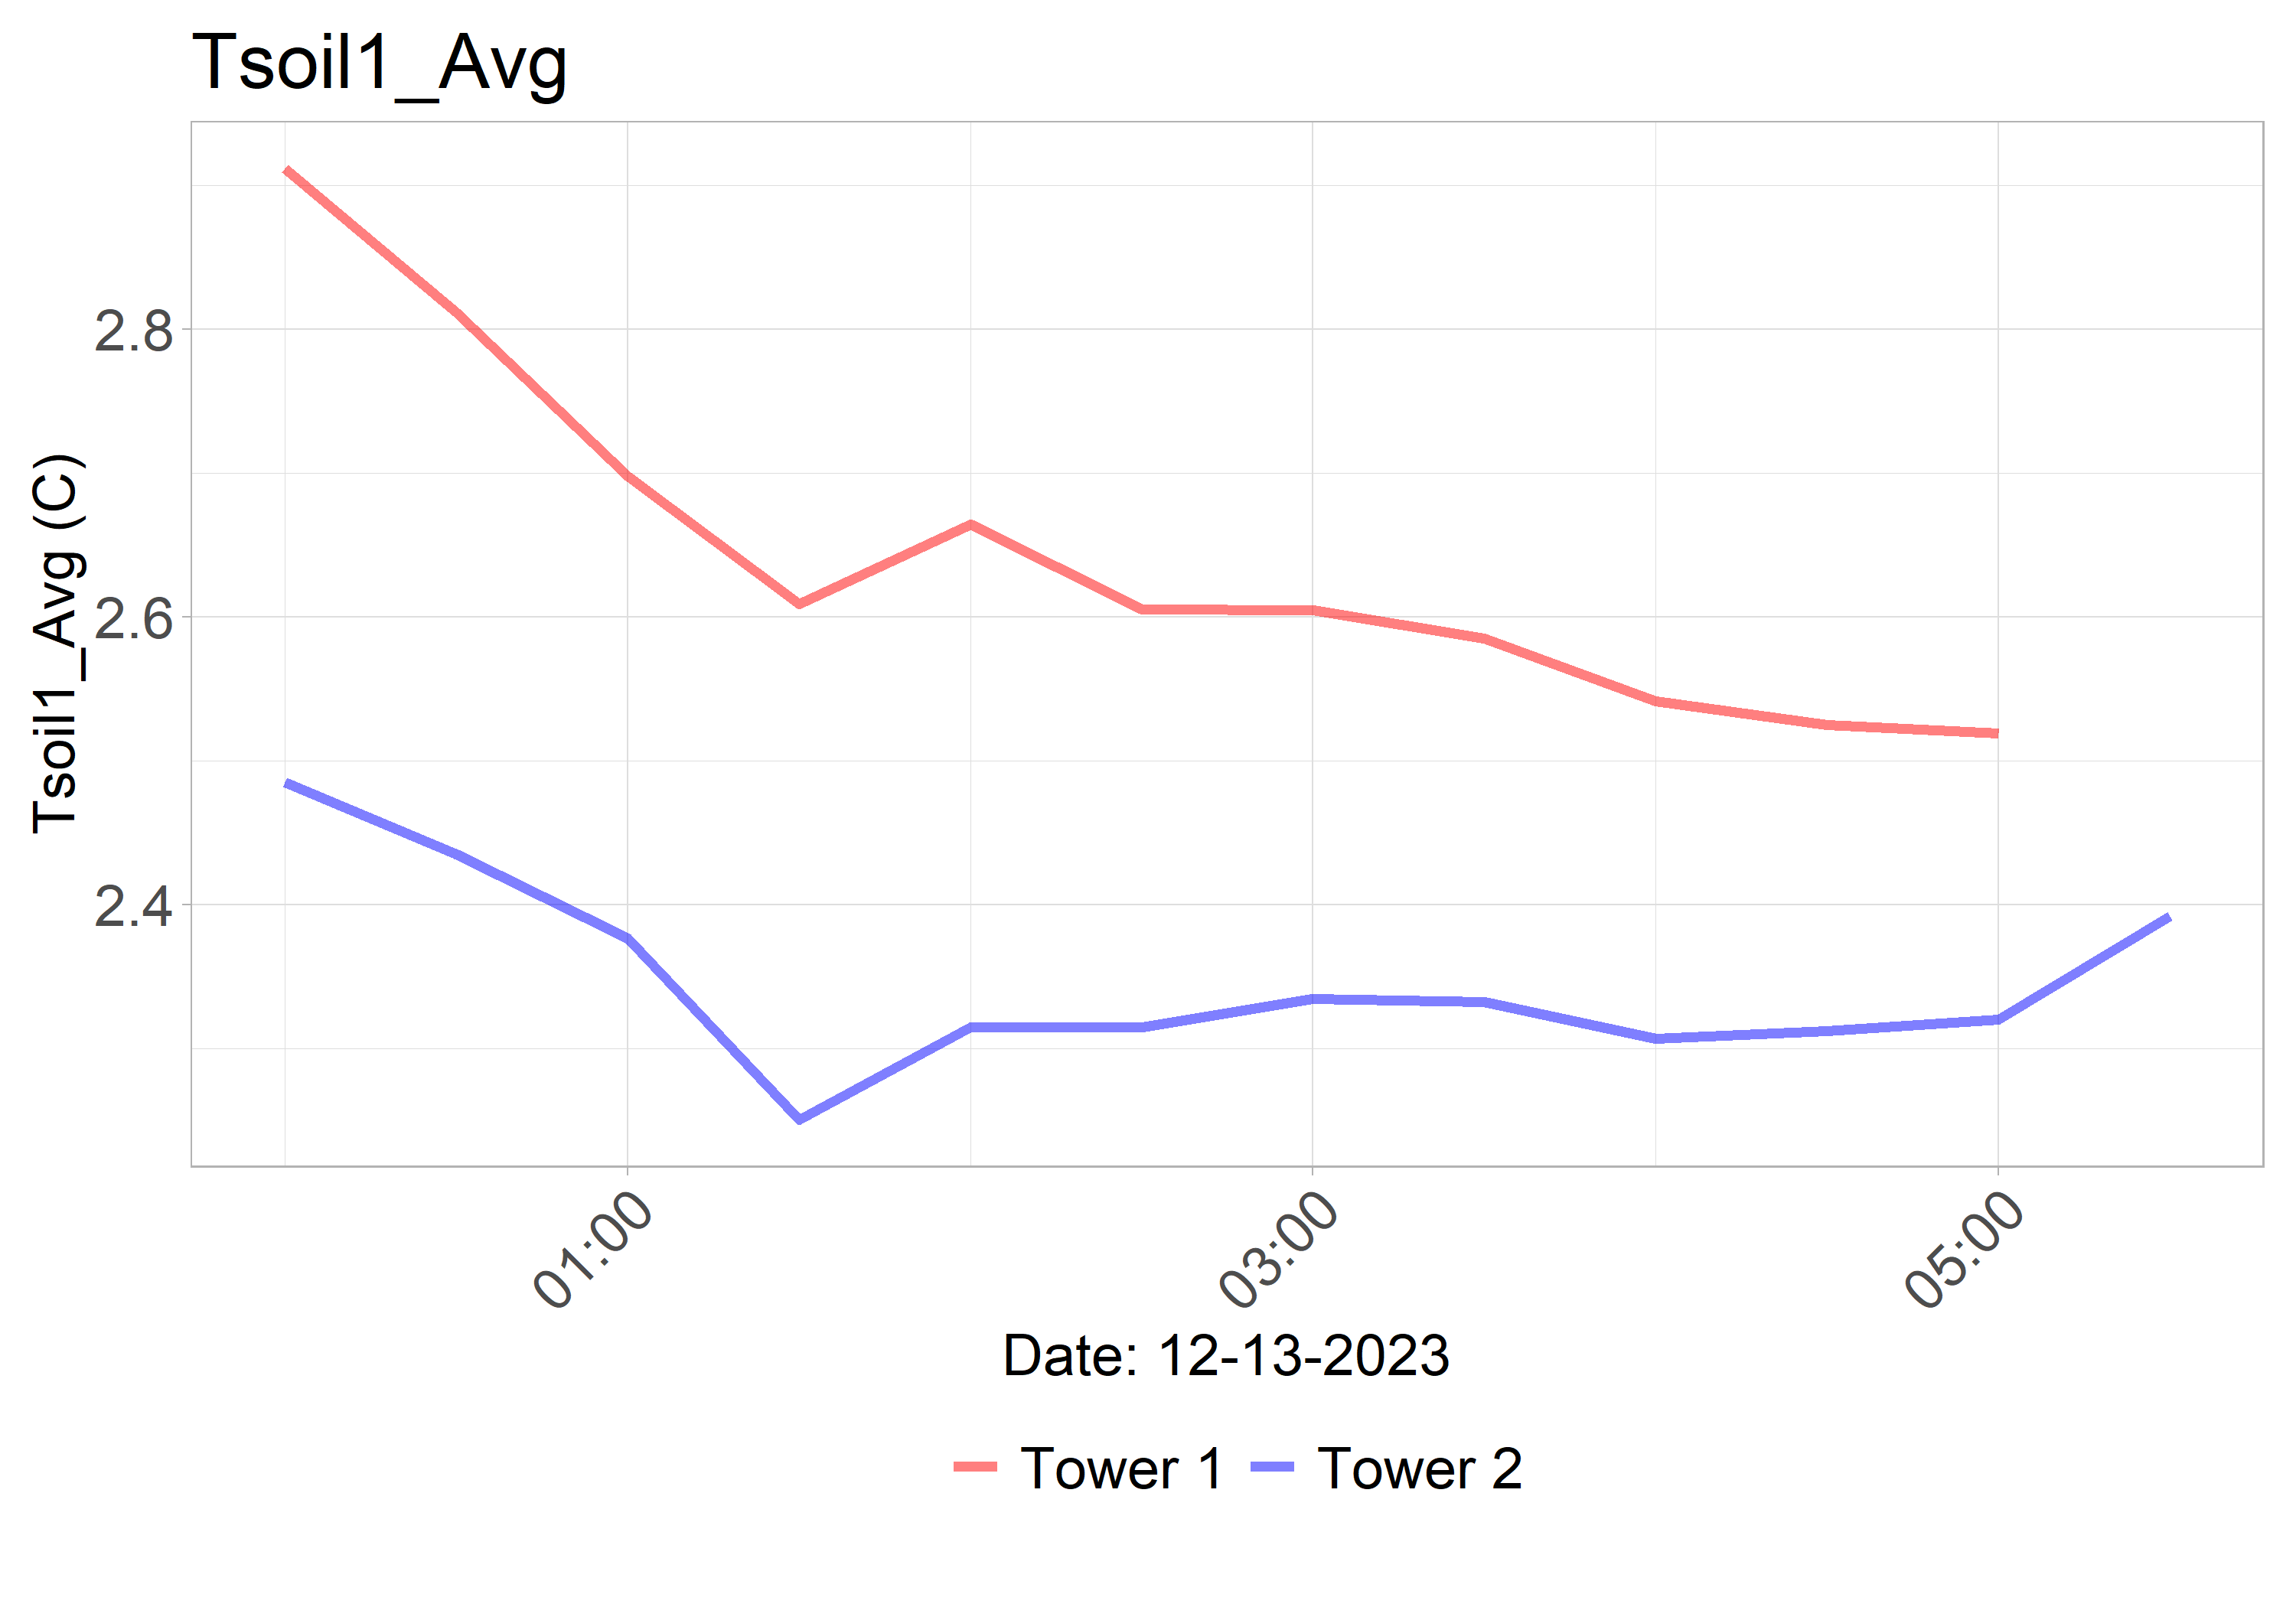 Tsoil1_Avg
Tsoil1_Avg (C)
2.8
2.6
2.4
01:00
03:00
05:00
Date: 12-13-2023
Tower 1 Tower 2